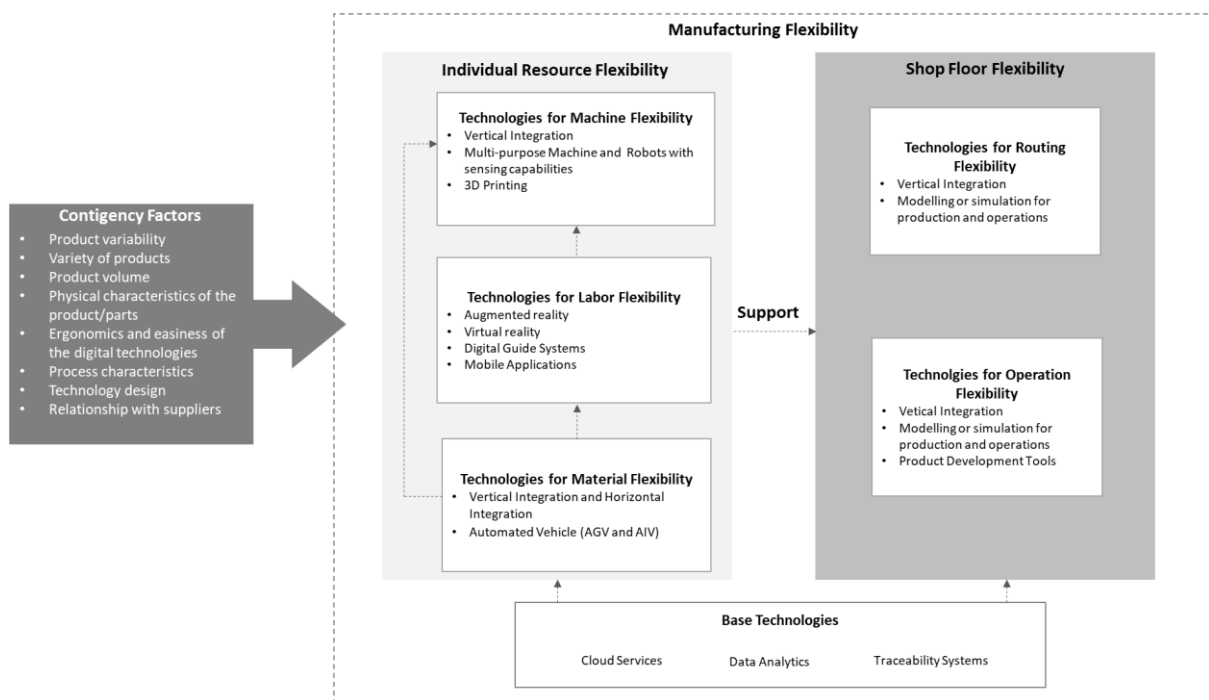 Manufacturing Flexibility
Contigency Factors
• Product variability
• Variety of products
• Product volume
• Physical characteristics of the
product/parts
• Ergonomics and easiness of
the digital technologies
• Process characteristics
• Technology design
• Relationship with suppliers
Individual Resource Flexibility
Technologies for Machine Flexibility
• Vertical Integration
• Multi-purpose Machine and Robots with
sensing capabilities
• 3D Printing
Technologies for Labor Flexibility
• Augmented reality
• Virtual reality
• Digital Guide Systems
• Mobile Applications
Technologies for Material Flexibility
• Vertical Integration and Horizontal
Integration
• Automated Vehicle (AGV and AIV)
Support
Shop Floor Flexibility
Technologies for Routing
Flexibility
• Vertical Integration
• Modelling or simulation for
production and operations
Technolgies for Operation
Flexibility
• Vetical Integration
• Modelling or simulation for
production and operations
• Product Development Tools
Base Technologies
Cloud Services Data Analytics Traceability Systems